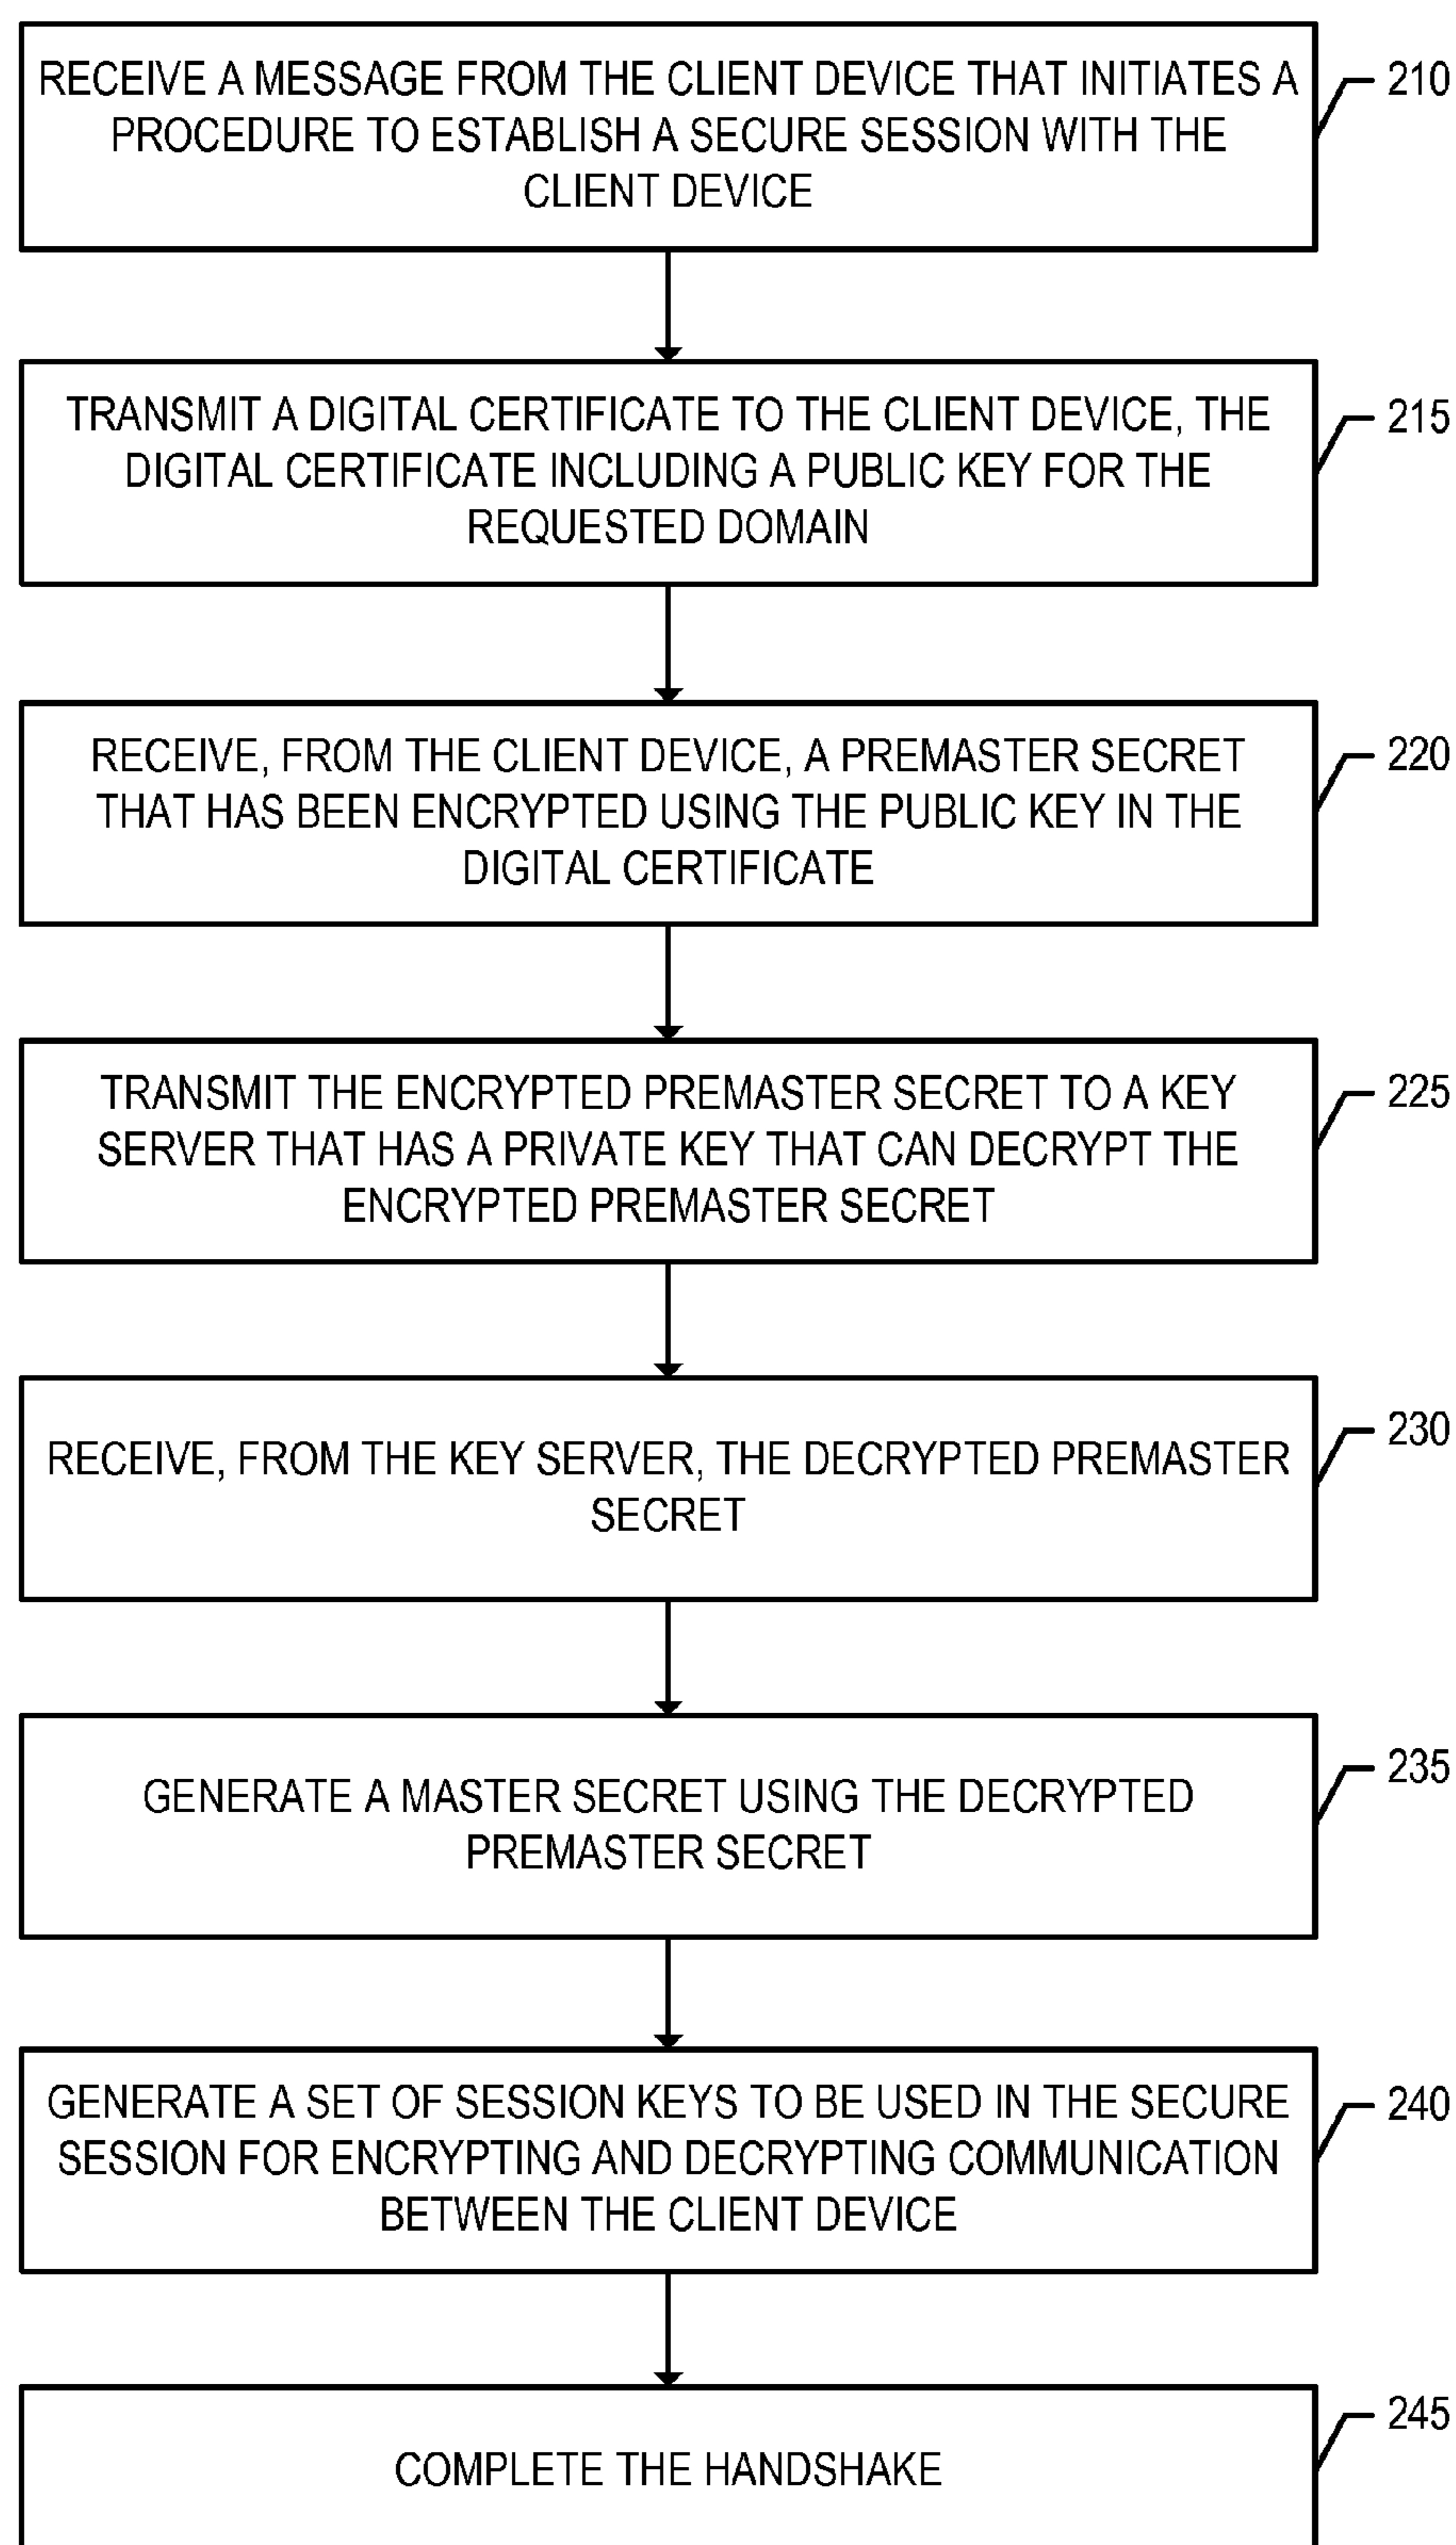 RECEIVE A MESSAGE FROM THE CLIENT DEVICE THAT INITIATES A
PROCEDURE TO ESTABLISH A SECURE SESSION WITH THE
CLIENT DEVICE
210
TRANSMIT A DIGITAL CERTIFICATE TO THE CLIENT DEVICE, THE
DIGITAL CERTIFICATE INCLUDING A PUBLIC KEY FOR THE
REQUESTED DOMAIN
215
RECEIVE, FROM THE CLIENT DEVICE, A PREMASTER SECRET
THAT HAS BEEN ENCRYPTED USING THE PUBLIC KEY IN THE
DIGITAL CERTIFICATE
220
TRANSMIT THE ENCRYPTED PREMASTER SECRET TO A KEY
SERVER THAT HAS A PRIVATE KEY THAT CAN DECRYPT THE
ENCRYPTED PREMASTER SECRET
225
RECEIVE, FROM THE KEY SERVER, THE DECRYPTED PREMASTER
SECRET
230
GENERATE A MASTER SECRET USING THE DECRYPTED
PREMASTER SECRET
235
GENERATE A SET OF SESSION KEYS TO BE USED IN THE SECURE
SESSION FOR ENCRYPTING AND DECRYPTING COMMUNICATION
BETWEEN THE CLIENT DEVICE
240
COMPLETE THE HANDSHAKE
245